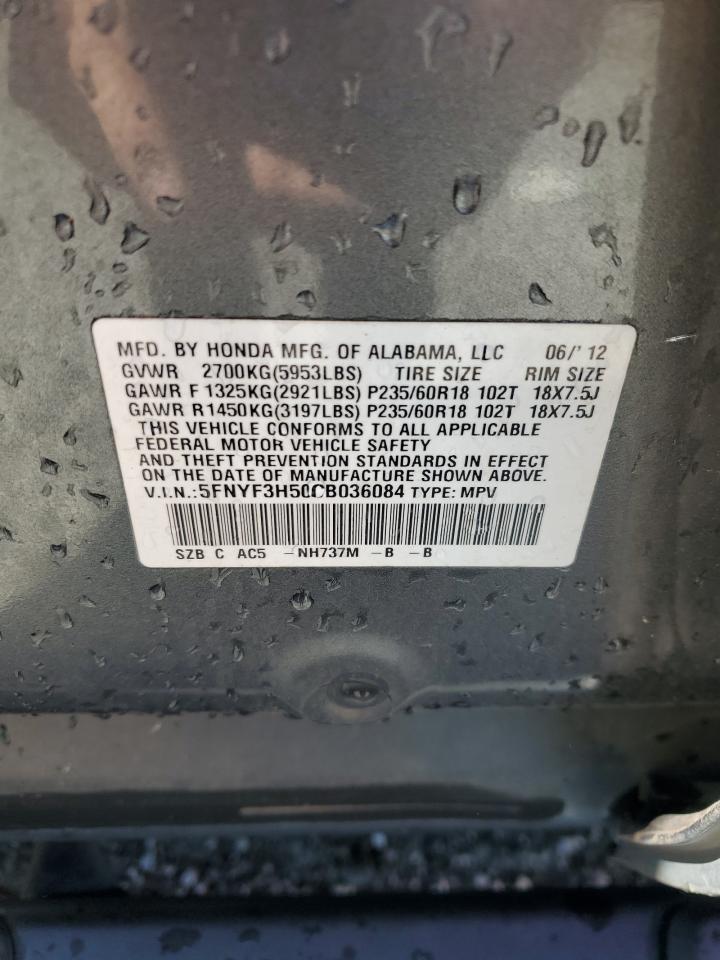 MFD. BY HONDA MFG. OF ALABAMA, LLC 06/'12
GVWR 2700KG(5953LBS) TIRE SIZE RIM SIZE
GAWR F 1325KG(2921LBS) P235/60R18 102T 18X7.5J
GAWR R1450KG(3197LBS) P235/60R18 102T 18X7.5J
THIS VEHICLE CONFORMS TO ALL APPLICABLE
FEDERAL MOTOR VEHICLE SAFETY
AND THEFT PREVENTION STANDARDS IN EFFECT
ON THE DATE OF MANUFACTURE SHOWN ABOVE.
V.I.N.:5FNYF3H50CB036084 TYPE: MPV
SZB C AC5 -NH737M -B -B